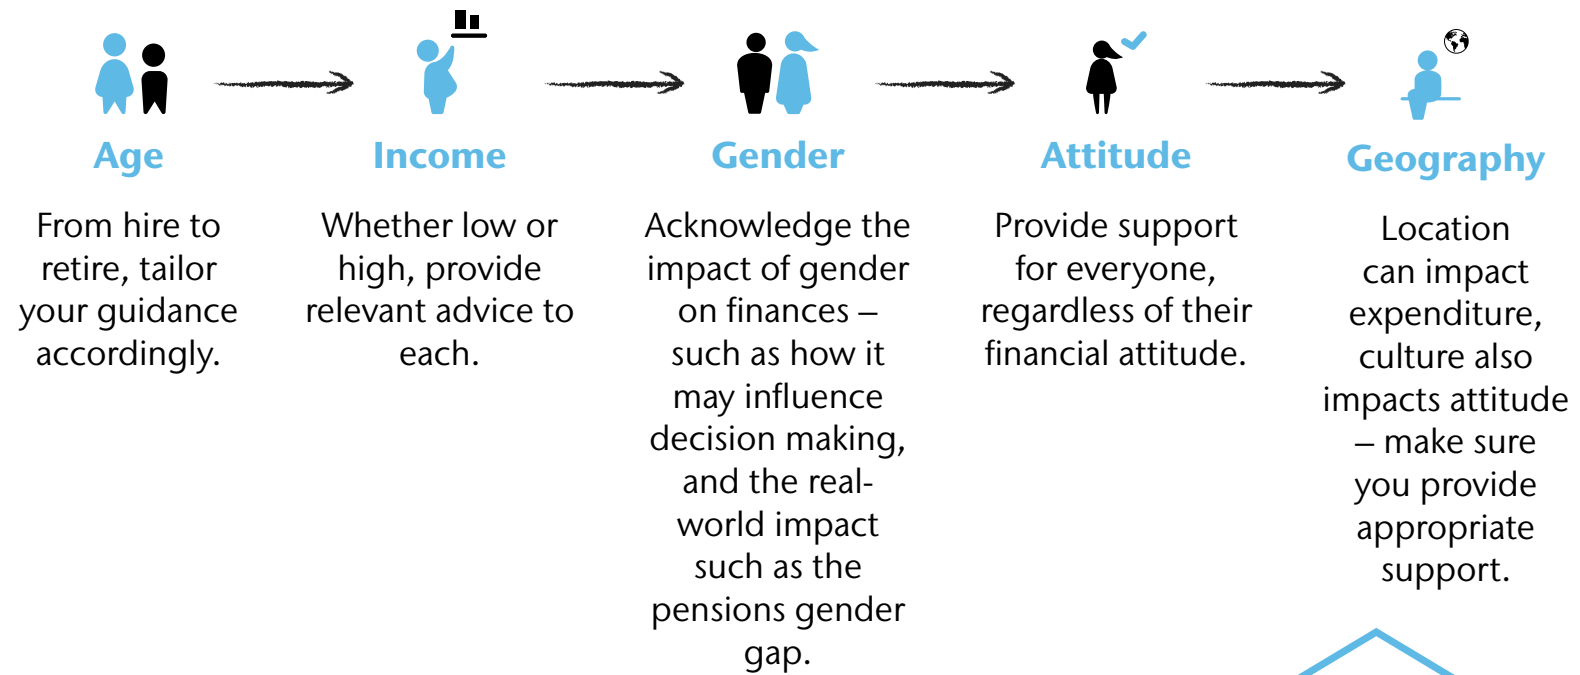 Age
From hire to
retire, tailor
your guidance
accordingly.
Income
Whether low or
high, provide
relevant advice to
each.
Gender
Acknowledge the
impact of gender
on finances –
such as how it
may influence
decision making,
and the real-
world impact
such as the
pensions gender
gap.
Attitude
Provide support
for everyone,
regardless of their
financial attitude.
Geography
Location
can impact
expenditure,
culture also
impacts attitude
– make sure
you provide
appropriate
support.